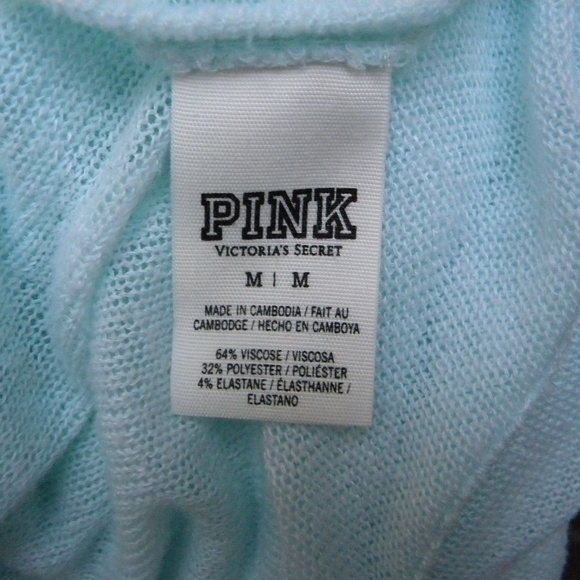 PINK
VICTORIA'S SECRET
M | M
MADE IN CAMBODIA / FAIT AU
CAMBODGE / HECHO EN CAMBOYA
64% VISCOSE / VISCOSA
32% POLYESTER / POLIÉSTER
4% ELASTANE / ÉLASTHANNE /
ELASTANO